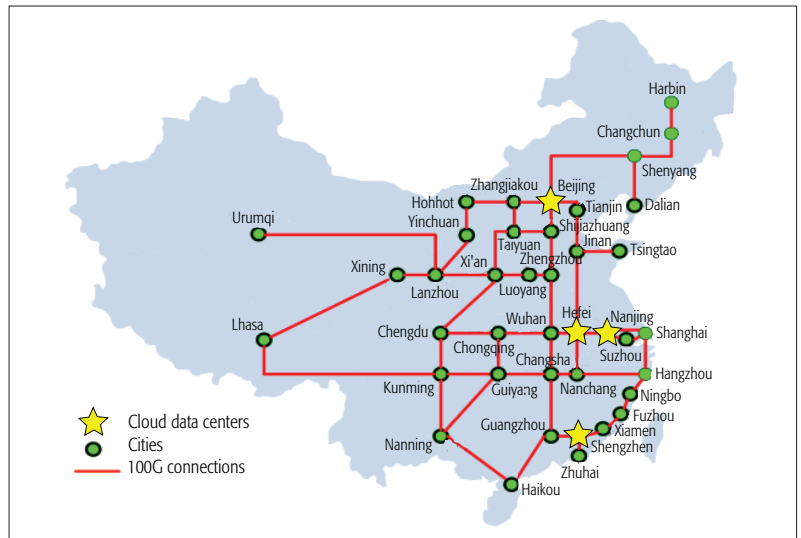 Harbin
Changchun
Shenyang
Zhangjiakou
Beijing
Hohhot
Tianjin
Dalian
Yinchuan
Shijiazhuang
Urumqi
Taiyuan
Jinan
Tsingtao
Xi'an
Zhengzhou
Xining
Lanzhou
Luoyang
Hefei
Nanjing
Lhasa
Wuhan
Shanghai
Chengdu
Chongqing
Suzhou
Changsha
Kunming
Guiyang
Nanchang
Hangzhou
Ningbo
Cloud data centers
Guangzhou
Fuzhou
Cities
Nanning
Xiamen
Shengzhen
100G connections
Zhuhai
Haikou